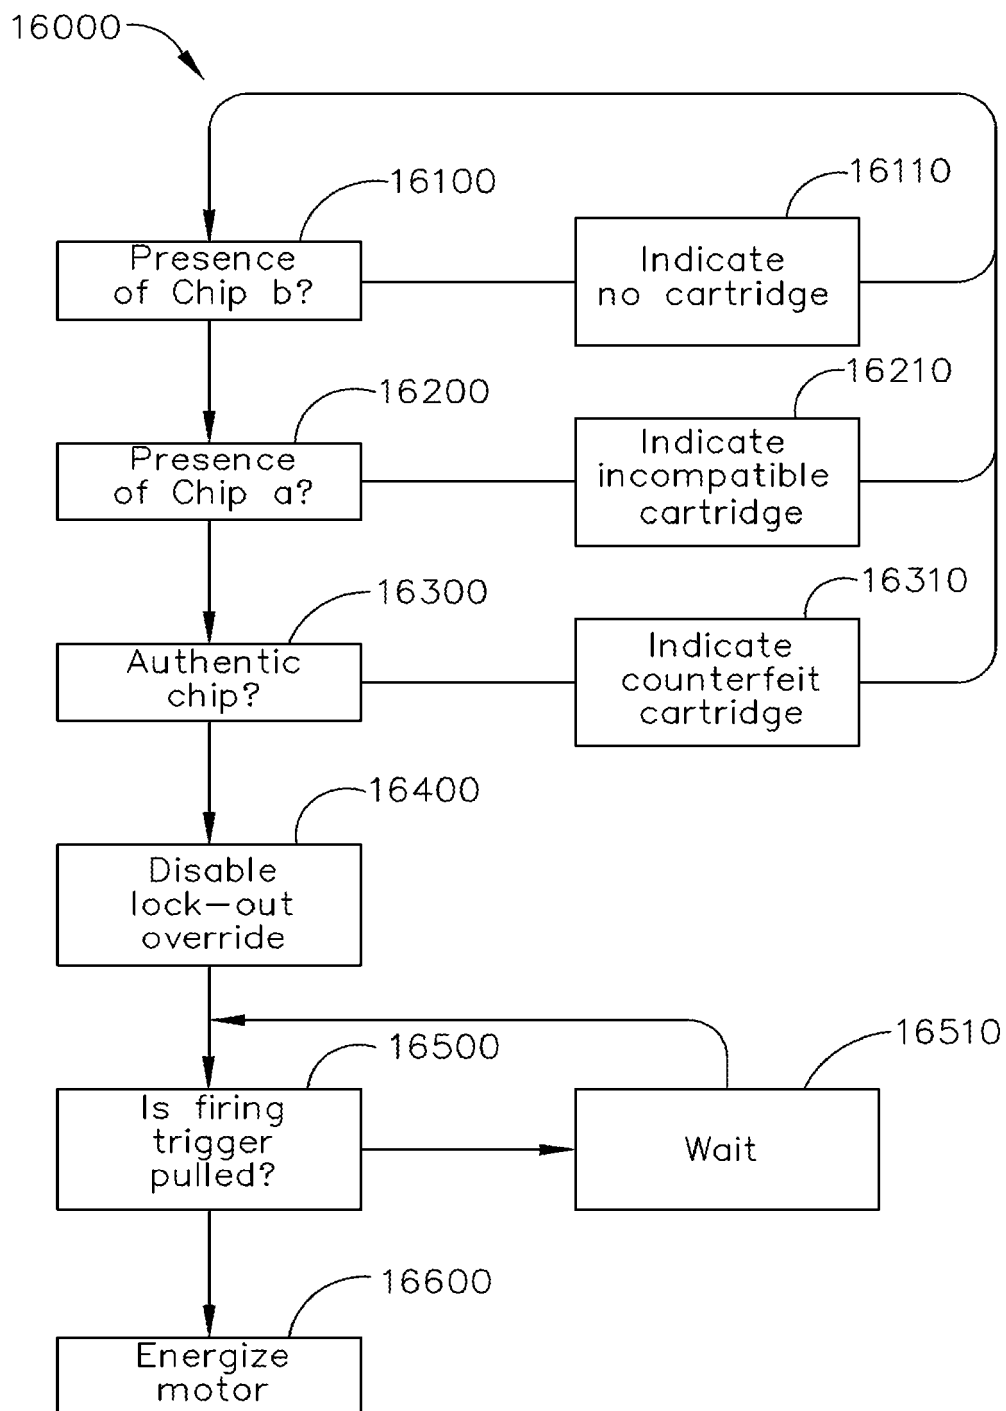 16000
16100
16110
Presence
of Chip b?
Indicate
no cartridge
16200
16210
Presence
of Chip a?
Indicate
incompatible
cartridge
16300
16310
Authentic
chip?
Indicate
counterfeit
cartridge
16400
Disable
lock-out
override
16500
16510
Is firing
trigger
pulled?
Wait
16600
Energize
motor